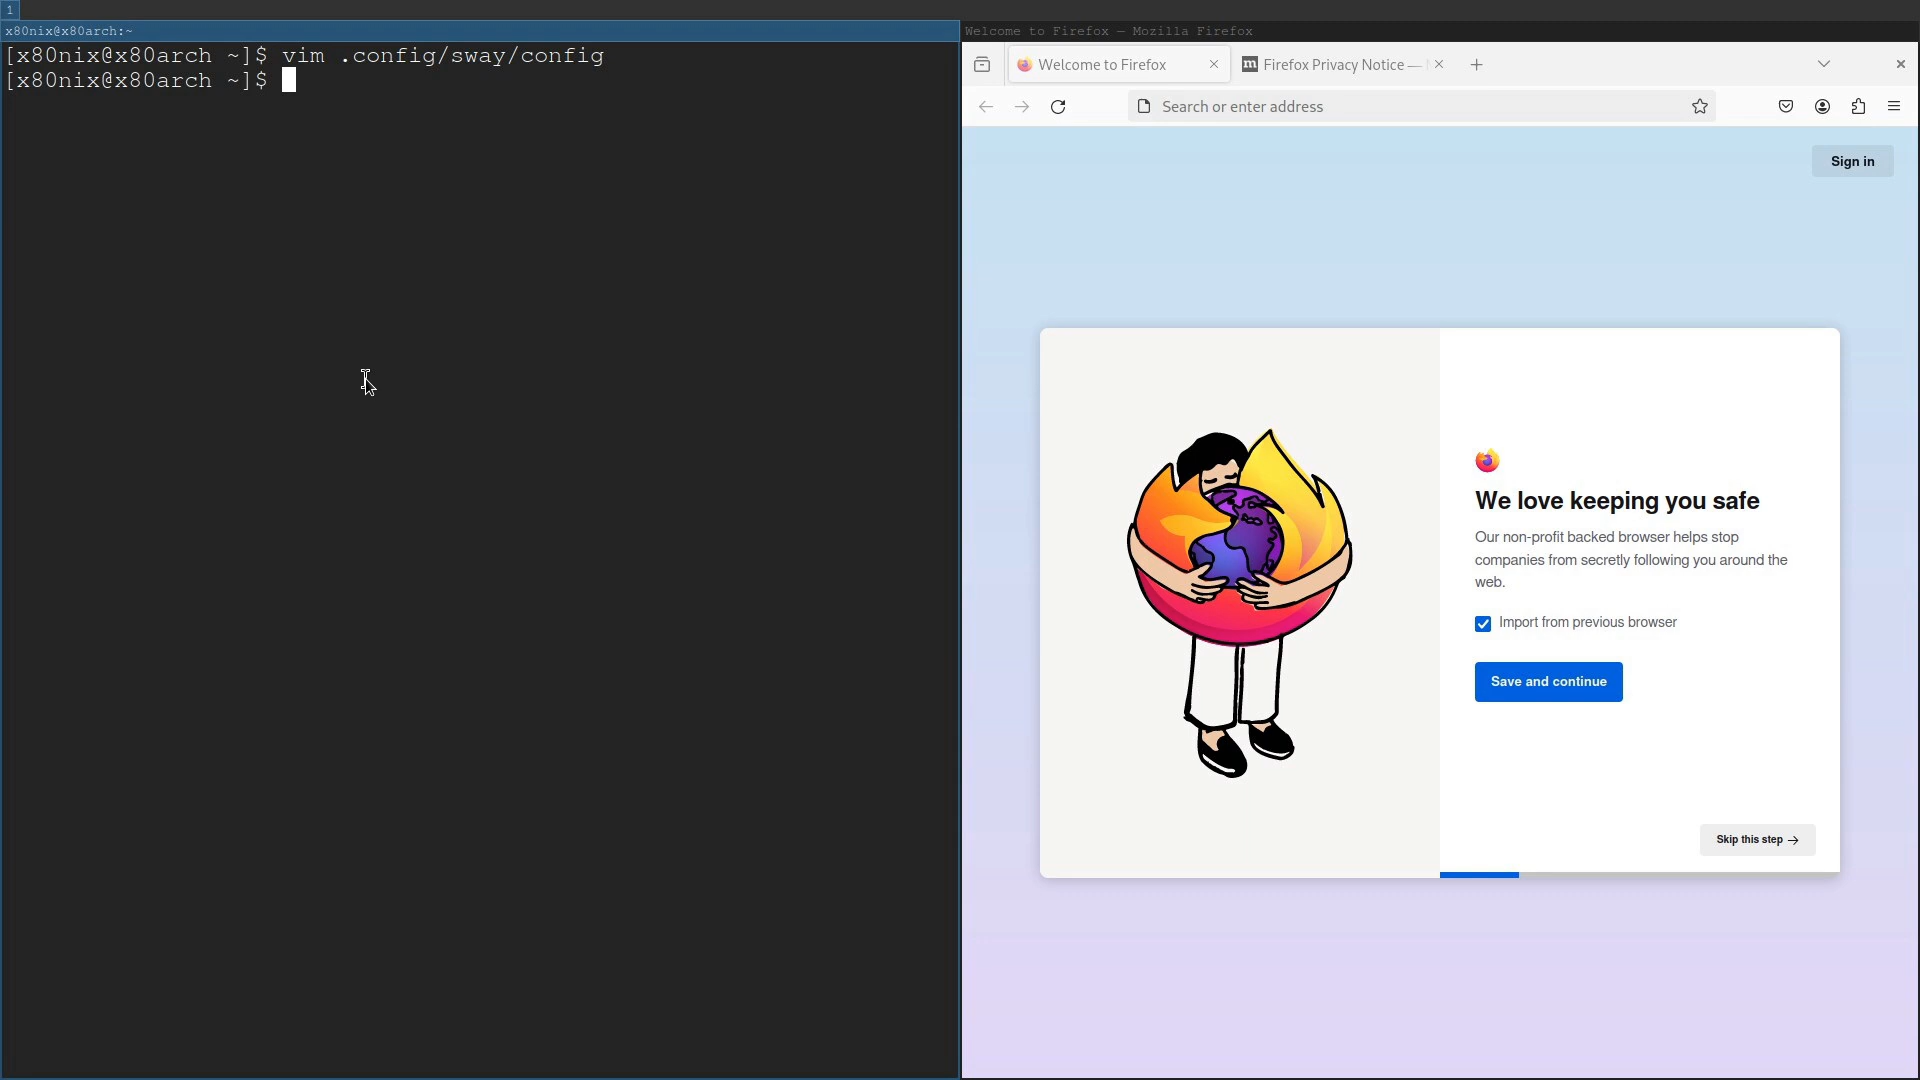 1
x80nix@x80arch:~
[x80nix@x80arch ~]$ vim .config/sway/config
[x80nix@x80arch ~]$
Welcome to Firefox — Mozilla Firefox
Welcome to Firefox
Firefox Privacy Notice —
Search or enter address
Sign in
We love keeping you safe
Our non-profit backed browser helps stop
companies from secretly following you around the
web.
Import from previous browser
Save and continue
Skip this step